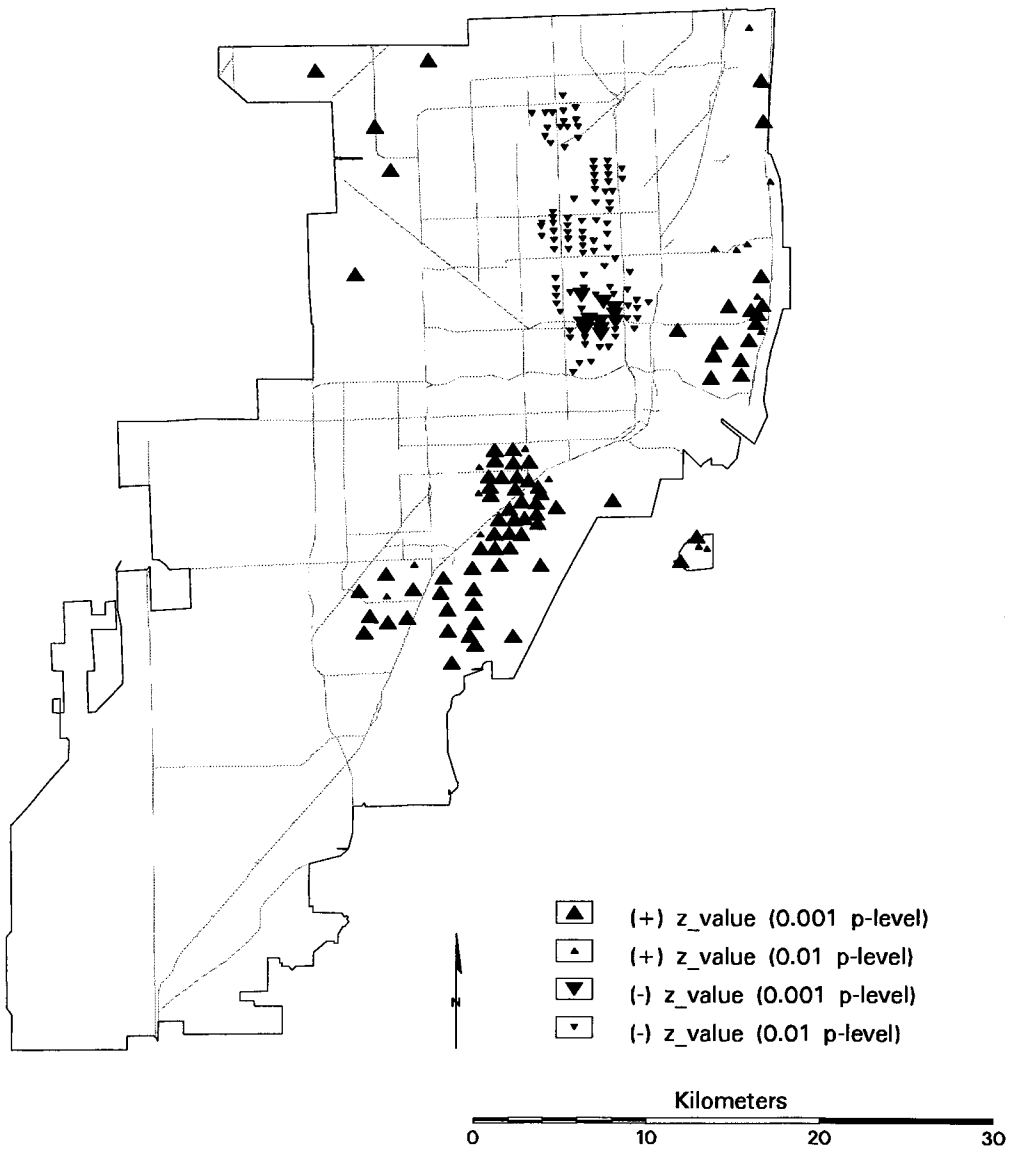 (+) z_value (0.001 p-level)
(+) z_value (0.01 p-level)
(-) z_value (0.001 p-level)
(-) z_value (0.01 p-level)
N
Kilometers
0 10 20 30